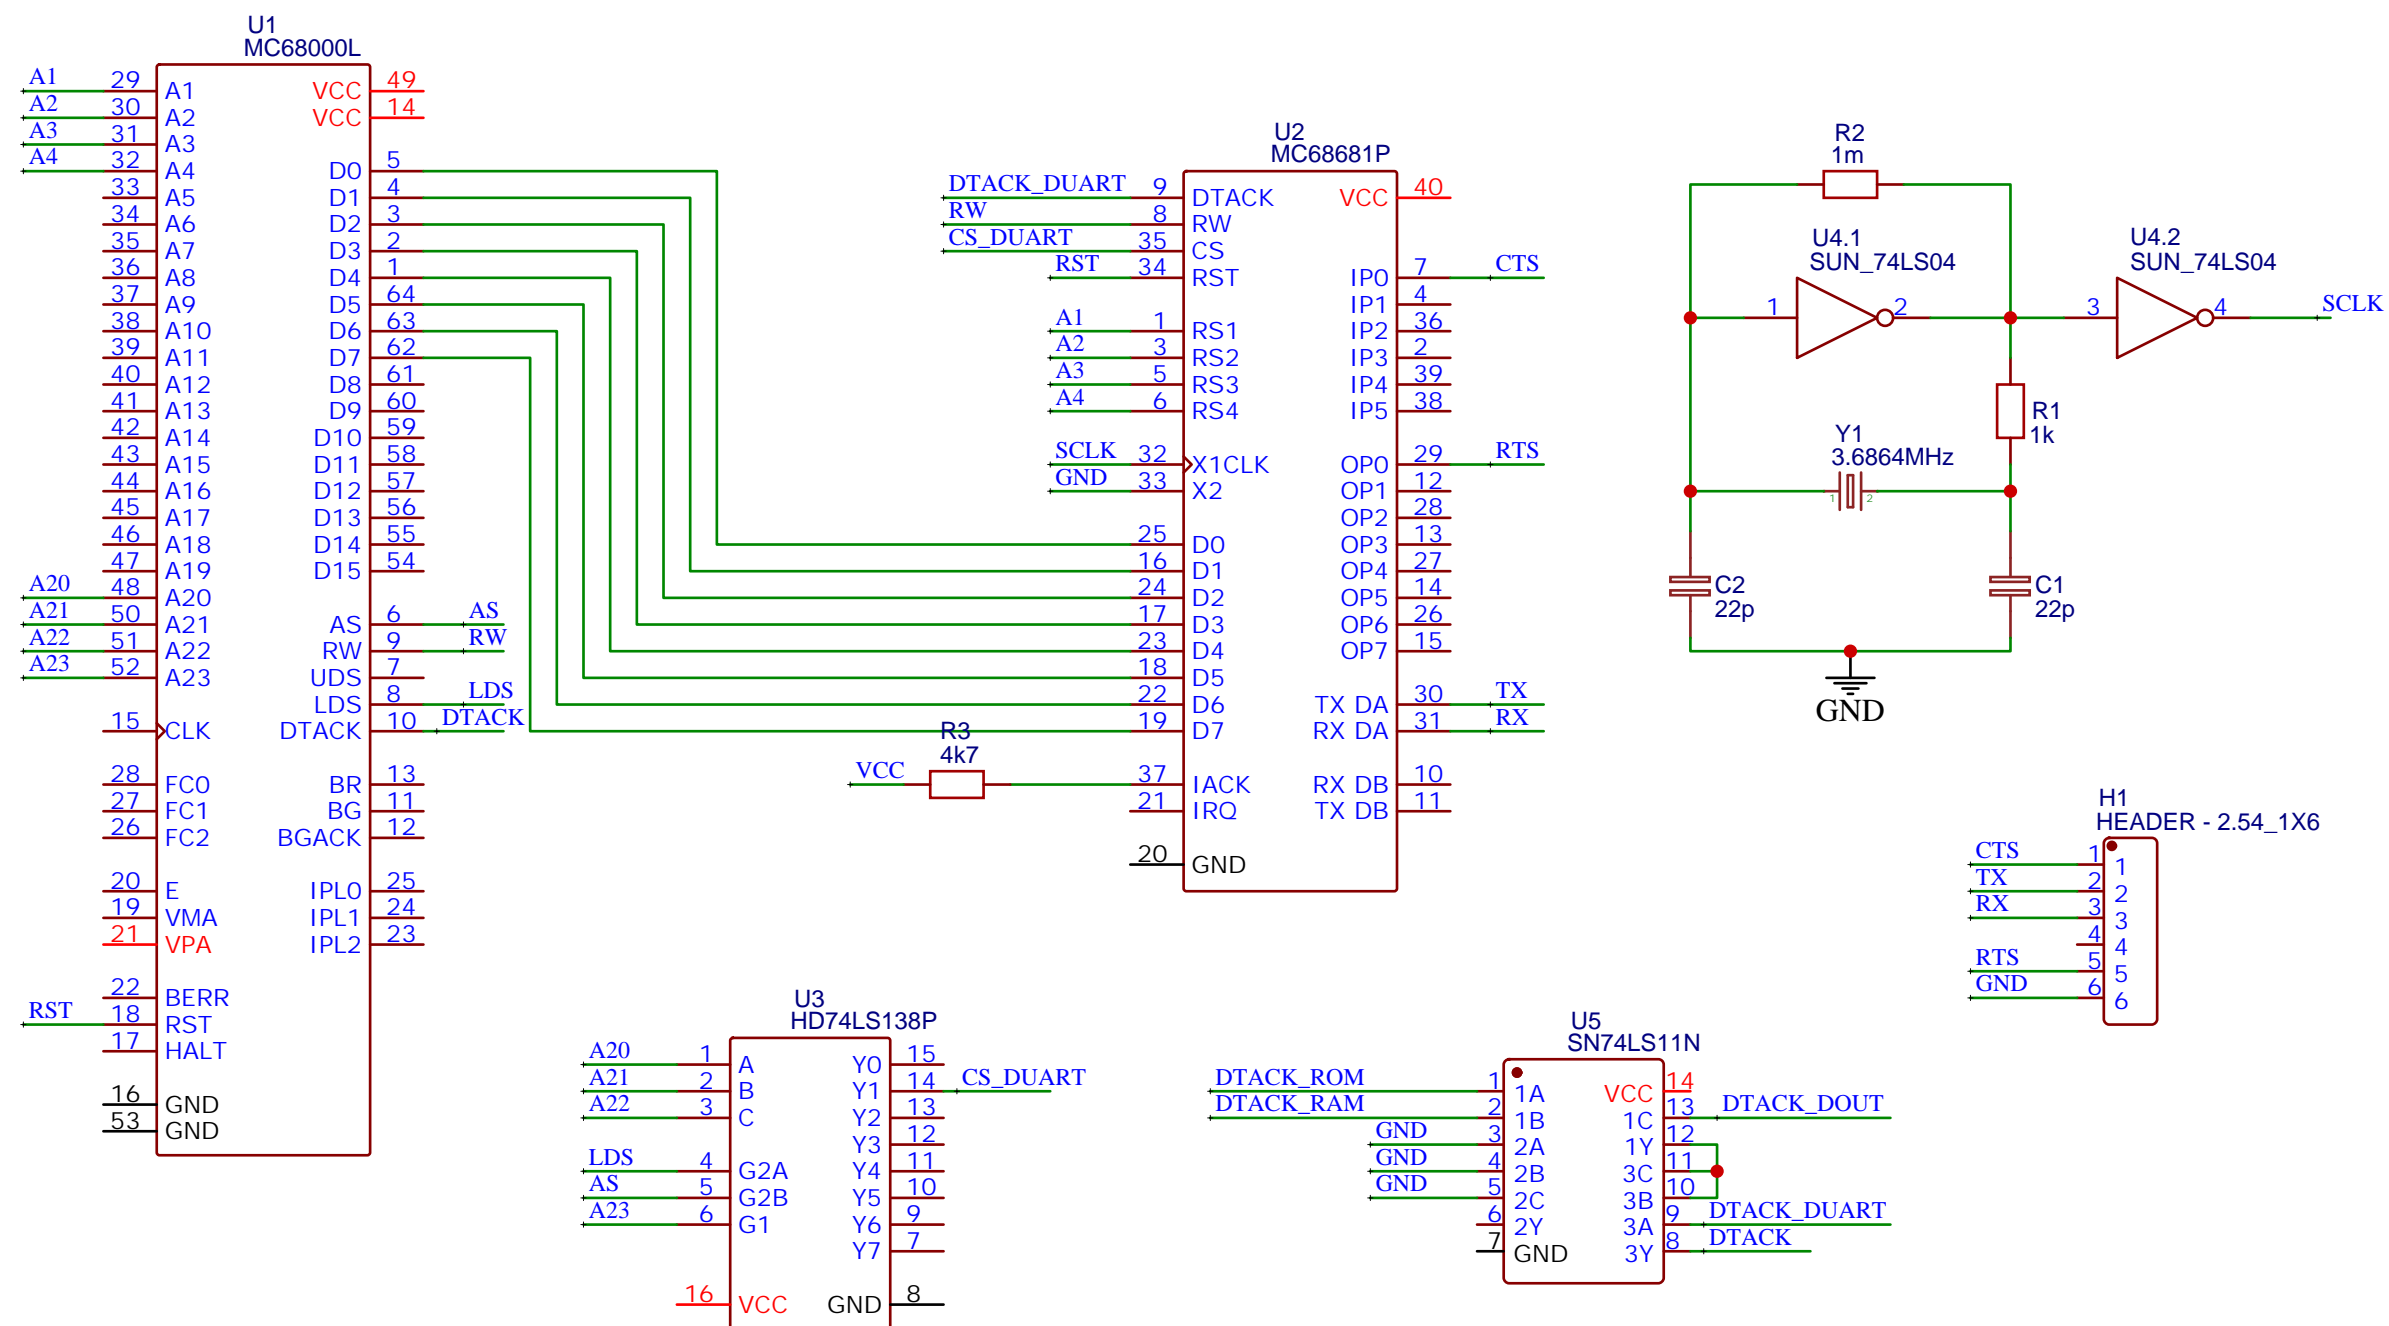 U1
MC68000L
A1 29 A1
A2 30 A2
A3 31 A3
A4 32 A4
33 A5
34 A6
35 A7
36 A8
37 A9
38 A10
39 A11
40 A12
41 A13
42 A14
43 A15
44 A16
45 A17
46 A18
47 A19
A20 48 A20
A21 50 A21
A22 51 A22
A23 52 A23
15 CLK
28 FC0
27 FC1
26 FC2
20 E
19 VMA
21 VPA
22 BERR
RST 18 RST
17 HALT
16 GND
53 GND
VCC 49
VCC 14
D0 5
D1 4
D2 3
D3 2
D4 1
D5 64
D6 63
D7 62
D8 61
D9 60
D10 59
D11 58
D12 57
D13 56
D14 55
D15 54
AS 6 AS
RW 9 RW
UDS 7
LDS 8 LDS
DTACK 10 DTACK
BR 13
BG 11
BGACK 12
IPL0 25
IPL1 24
IPL2 23
U2
MC68681P
DTACK_DUART 9 DTACK
RW 8 RW
CS_DUART 35 CS
RST 34 RST
A1 1 RS1
A2 3 RS2
A3 5 RS3
A4 6 RS4
SCLK 32 X1CLK
GND 33 X2
25 D0
16 D1
24 D2
17 D3
23 D4
18 D5
22 D6
19 D7
R3
4k7
VCC 37 IACK
21 IRQ
20 GND
VCC 40
IP0 7 CTS
IP1 4
IP2 36
IP3 2
IP4 39
IP5 38
OP0 29 RTS
OP1 12
OP2 28
OP3 13
OP4 27
OP5 14
OP6 26
OP7 15
TX DA 30 TX
RX DA 31 RX
RX DB 10
TX DB 11
R2
1m
U4.1
SUN_74LS04
1 2
U4.2
SUN_74LS04
3 4 SCLK
R1
1k
Y1
3.6864MHz
1 2
C2
22p
C1
22p
GND
H1
HEADER - 2.54_1X6
CTS 1 1
TX 2 2
RX 3 3
4 4
RTS 5 5
GND 6 6
U3
HD74LS138P
A20 1 A
A21 2 B
A22 3 C
LDS 4 G2A
AS 5 G2B
A23 6 G1
16 VCC
Y0 15
Y1 14 CS_DUART
Y2 13
Y3 12
Y4 11
Y5 10
Y6 9
Y7 7
GND 8
U5
SN74LS11N
DTACK_ROM 1 1A
DTACK_RAM 2 1B
GND 3 2A
GND 4 2B
GND 5 2C
6 2Y
7 GND
VCC 14
1C 13 DTACK_DOUT
1Y 12
3C 11
3B 10
3A 9 DTACK_DUART
3Y 8 DTACK